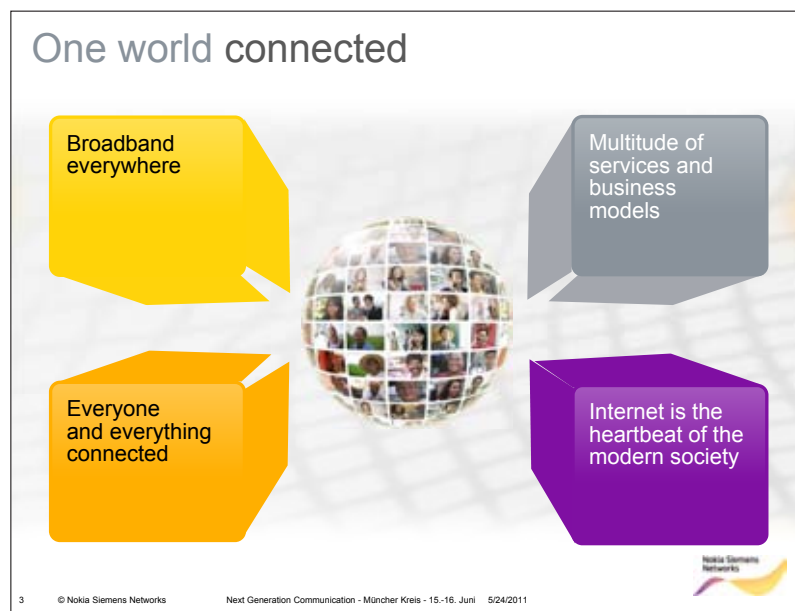 One world connected
Broadband
everywhere
Multitude of
services and
business
models
Everyone
and everything
connected
Internet is the
heartbeat of the
modern society
Nokia Siemens
Networks
3 © Nokia Siemens Networks Next Generation Communication - Müncher Kreis - 15.-16. Juni 5/24/2011